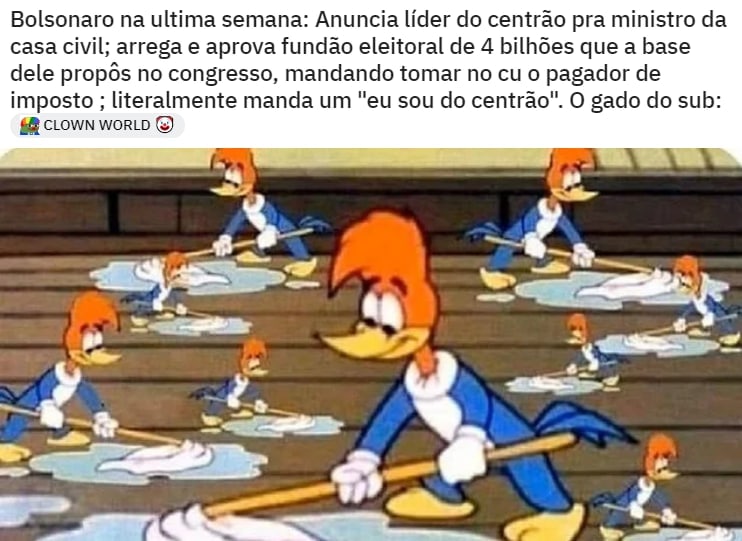 Bolsonaro na ultima semana: Anuncia líder do centrão pra ministro da
casa civil; arrega e aprova fundão eleitoral de 4 bilhões que a base
dele propôs no congresso, mandando tomar no cu o pagador de
imposto ; literalmente manda um "eu sou do centrão". O gado do sub:
CLOWN WORLD